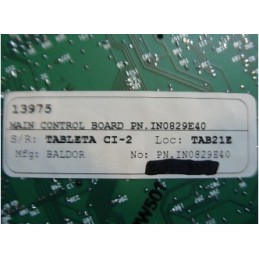 13975
MAIN CONTROL BOARD PN.IN0829E40
S/R: TABLETA CI-2 Loc: TAB21E
Mfg: BALDOR No: PN.IN0829E40